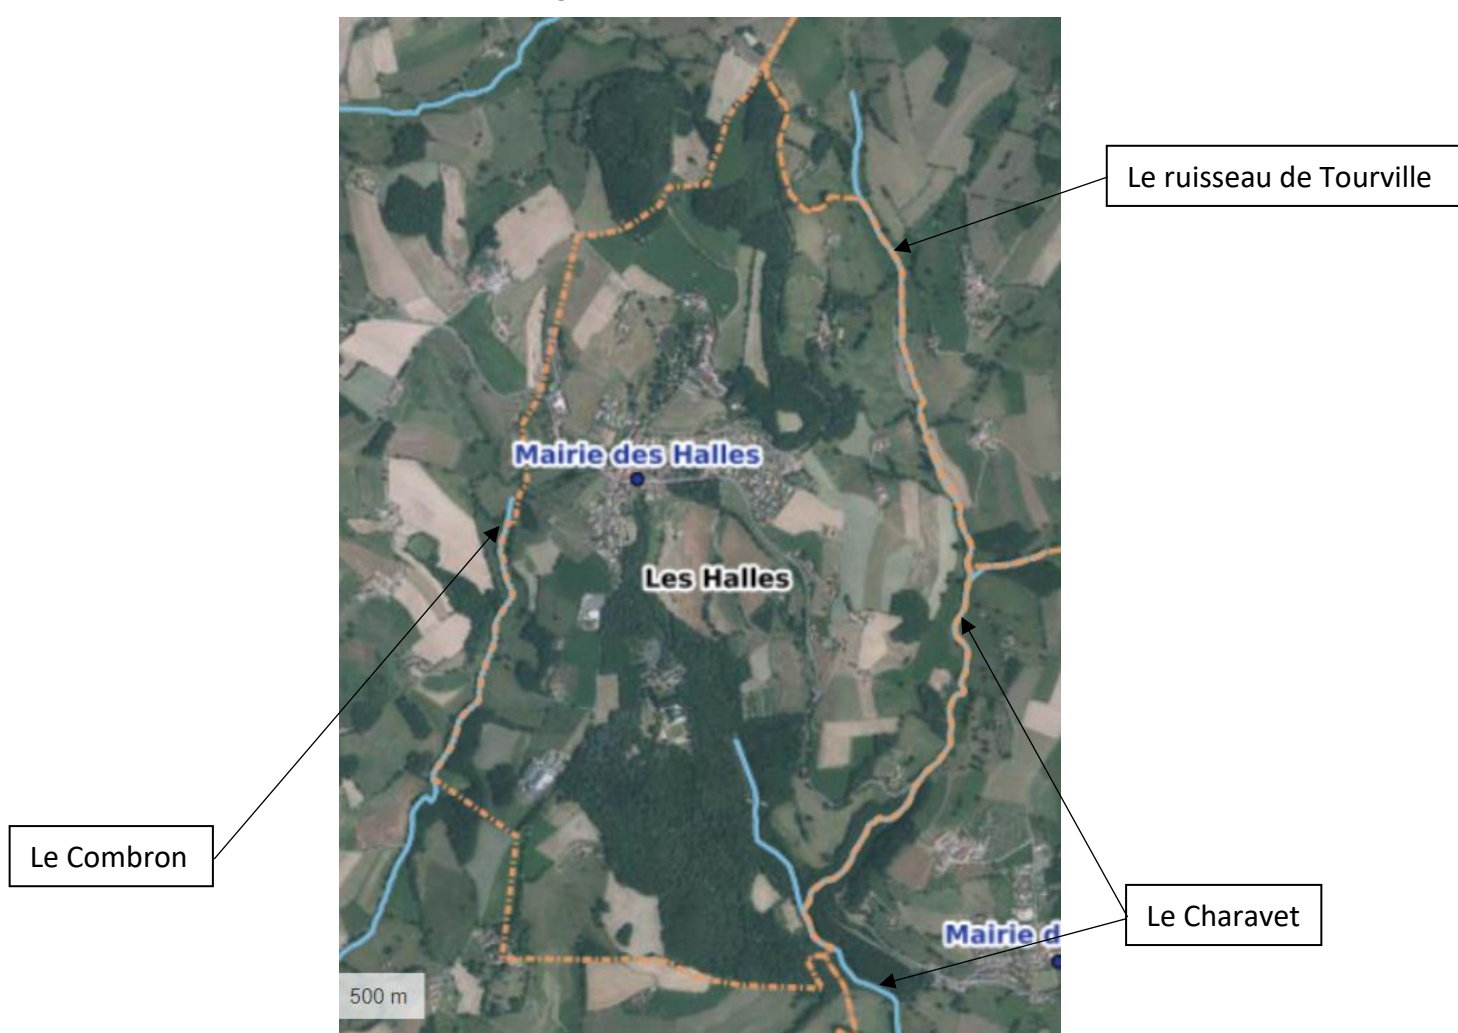 Le ruisseau de Tourville
Mairie des Halles
Les Halles
Le Combron
Le Charavet
Mairie d
500 m